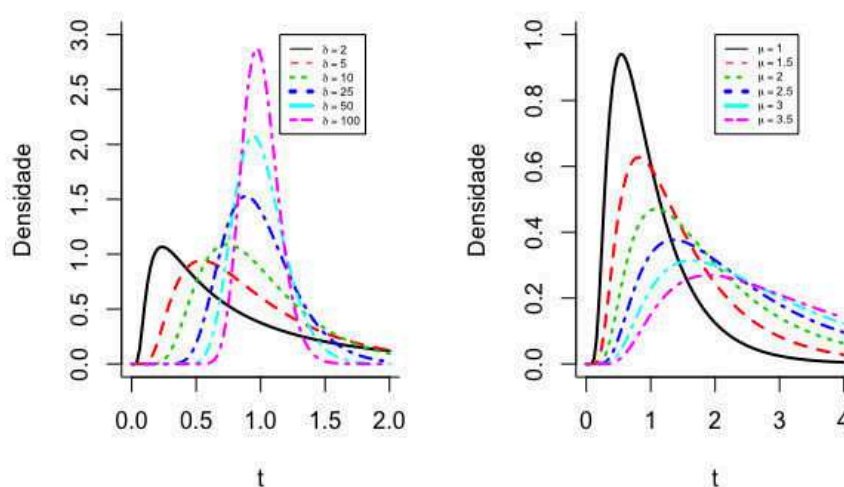 Densidade
3.0
2.5
2.0
1.5
1.0
0.5
0.0
δ = 2
δ = 5
δ = 10
δ = 25
δ = 50
δ = 100
0.0 0.5 1.0 1.5 2.0
t
Densidade
1.0
0.8
0.6
0.4
0.2
0.0
μ = 1
μ = 1.5
μ = 2
μ = 2.5
μ = 3
μ = 3.5
0 1 2 3 4
t